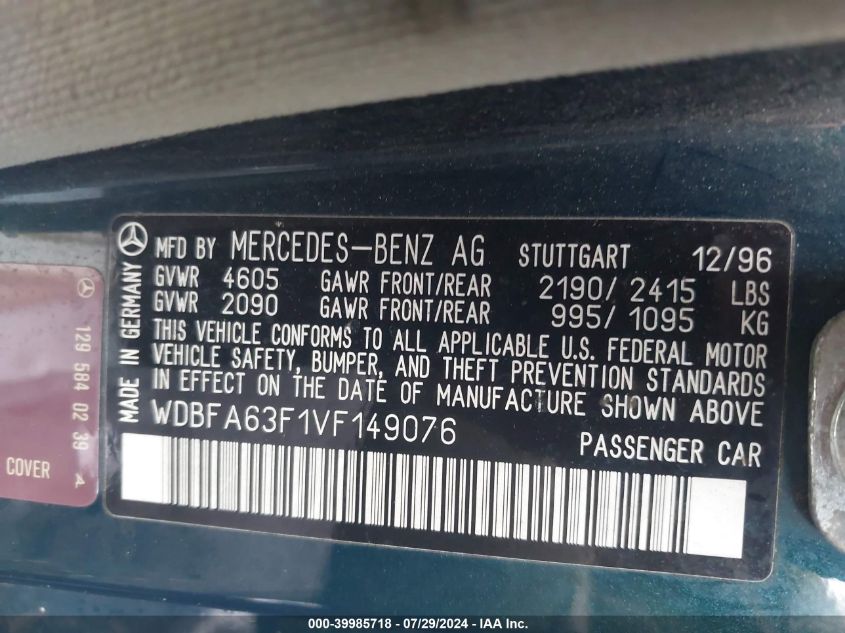 MADE IN GERMANY
MFD BY MERCEDES-BENZ AG STUTTGART 12/96
GVWR 4605 GAWR FRONT/REAR 2190/2415 LBS
GVWR 2090 GAWR FRONT/REAR 995/1095 KG
THIS VEHICLE CONFORMS TO ALL APPLICABLE U.S. FEDERAL MOTOR
VEHICLE SAFETY, BUMPER, AND THEFT PREVENTION STANDARDS
IN EFFECT ON THE DATE OF MANUFACTURE SHOWN ABOVE
WDBFA63F1VF149076
PASSENGER CAR
129 584 02 39 A
COVER
000-39985718 / 07/29/2024 / IAAI.com